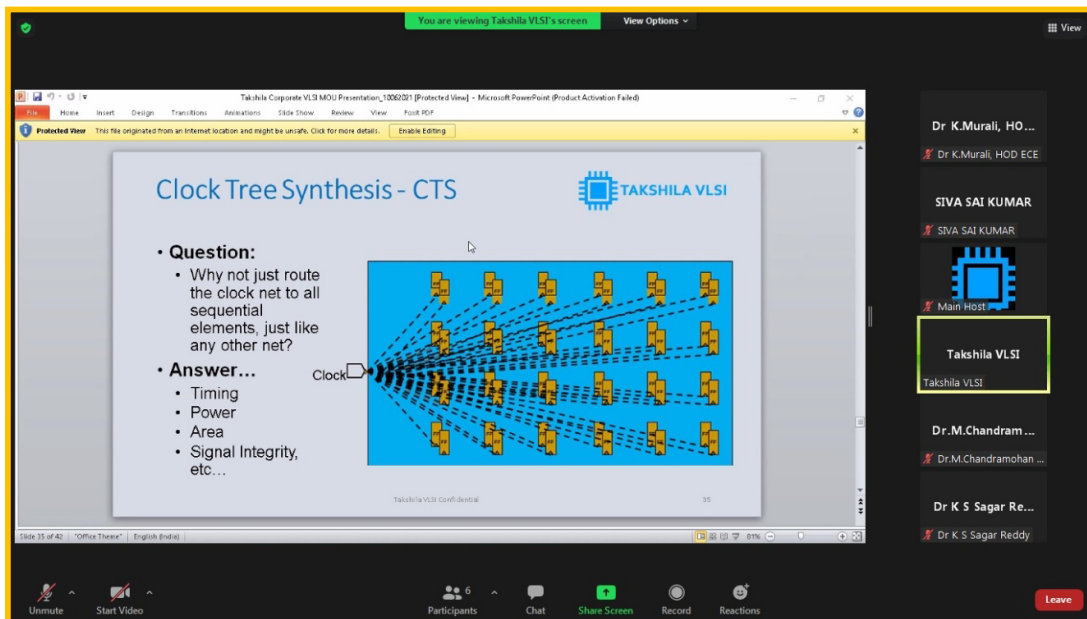 You are viewing Takshila VLSI's screen
View Options
View
Takshila Corporate VLSI MOU Presentation_10062021 [Protected View] - Microsoft PowerPoint (Product Activation Failed)
File Home Insert Design Transitions Animations Slide Show Review View Foxit PDF
Protected View This file originated from an Internet location and might be unsafe. Click for more details. Enable Editing
Clock Tree Synthesis - CTS
TAKSHILA VLSI
• Question:
• Why not just route
the clock net to all
sequential
elements, just like
any other net?
• Answer…
• Timing
• Power
• Area
• Signal Integrity,
etc…
Clock
Takshila VLSI Confidential
35
Slide 35 of 42 "Office Theme" English (India)
81%
Dr K.Murali, HO...
Dr K.Murali, HOD ECE
SIVA SAI KUMAR
SIVA SAI KUMAR
Main Host
Takshila VLSI
Takshila VLSI
Dr.M.Chandram ...
Dr.M.Chandramohan ...
Dr K S Sagar Re...
Dr K S Sagar Reddy
Unmute
Start Video
6
Participants
Chat
Share Screen
Record
Reactions
Leave